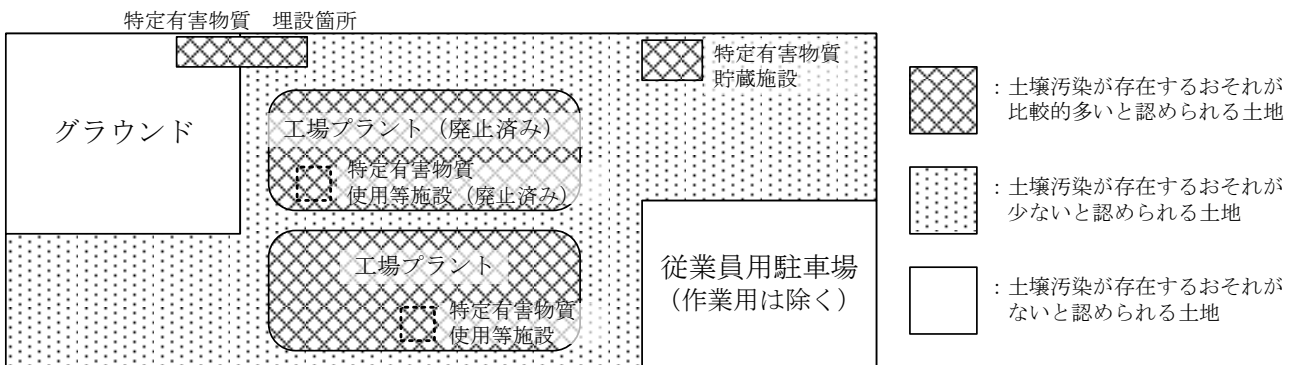 特定有害物質　埋設箇所
グラウンド
工場プラント（廃止済み）
特定有害物質
使用等施設（廃止済み）
工場プラント
特定有害物質
使用等施設
特定有害物質
貯蔵施設
従業員用駐車場
（作業用は除く）
：土壌汚染が存在するおそれが
比較的多いと認められる土地
：土壌汚染が存在するおそれが
少ないと認められる土地
：土壌汚染が存在するおそれが
ないと認められる土地